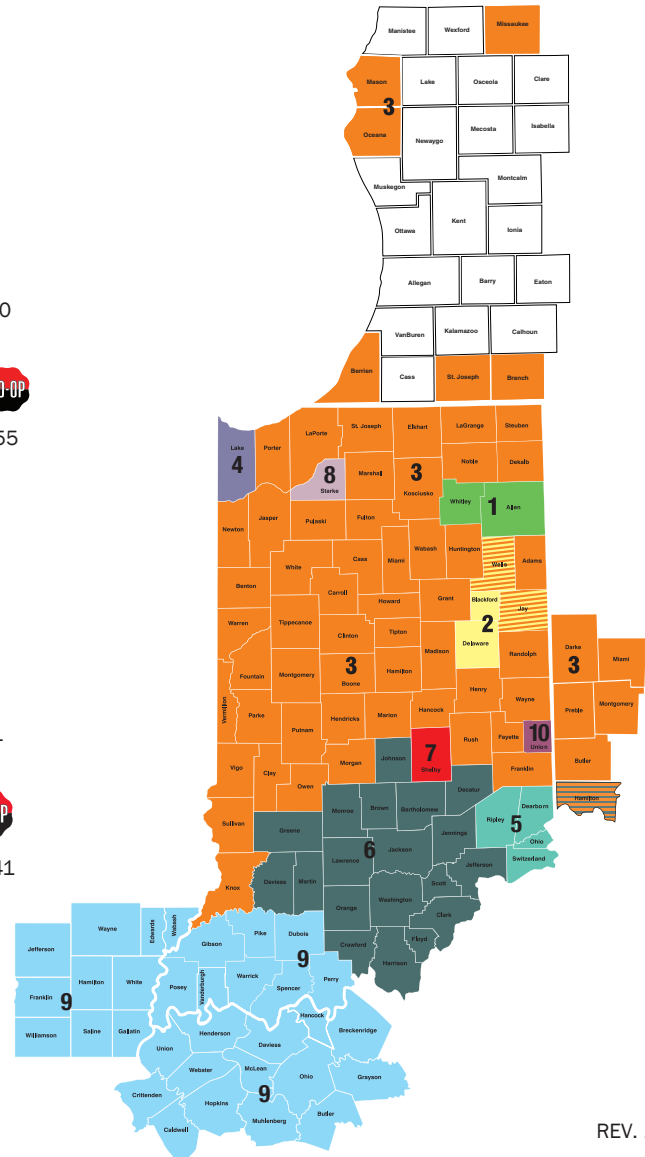 Manistee Wexford Missaukee
Mason Lake Osceola Clare
3
Oceana Newaygo Mecosta Isabella
Muskegon Montcalm
Ottawa Kent Ionia
Allegan Barry Eaton
VanBuren Kalamazoo Calhoun
Berrien Cass St. Joseph Branch
0
O-OP
55
Lake Porter LaPorte St. Joseph Elkhart LaGrange Steuben
4 8 3
Starke Marshall Kosciusko Noble Dekalb
Whitley 1 Allen
Newton Jasper Pulaski Fulton
White Cass Miami Wabash Huntington Wells Adams
Benton Carroll Howard Grant Blackford Jay
2
Warren Tippecanoe Clinton Tipton Madison Delaware Randolph
Darke Miami
3
Fountain Montgomery 3 Boone Hamilton Henry Wayne
Preble Montgomery
Vermillion Parke Putnam Hendricks Marion Hancock Rush Fayette 10 Union
Butler
Vigo Clay Morgan Johnson 7 Shelby Franklin
Hamilton
Owen Monroe Brown Bartholomew Decatur
P
41
Sullivan Greene Jennings Ripley Dearborn
5
Ohio
Switzerland
Knox Daviess Martin Lawrence 6 Jackson Jefferson
Scott
Orange Washington Clark
Crawford Floyd
Harrison
Jefferson Wayne Edwards Wabash
Gibson Pike Dubois
9
Franklin 9 Hamilton White
Posey Vanderburgh Warrick Spencer Perry
Williamson Saline Gallatin
Hancock
Union Henderson Daviess Breckenridge
Webster McLean Ohio Grayson
Crittenden Hopkins 9 Muhlenberg Butler
Caldwell
REV.